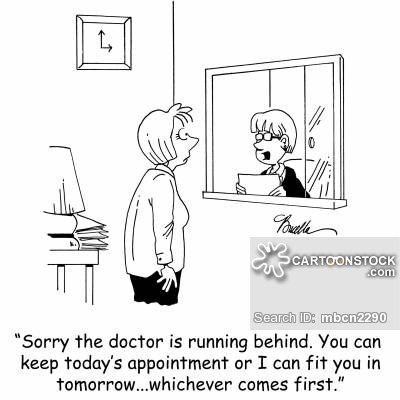 CARTOONSTOCK
.com
Search ID: mbcn2290
“Sorry the doctor is running behind. You can
keep today’s appointment or I can fit you in
tomorrow...whichever comes first.”